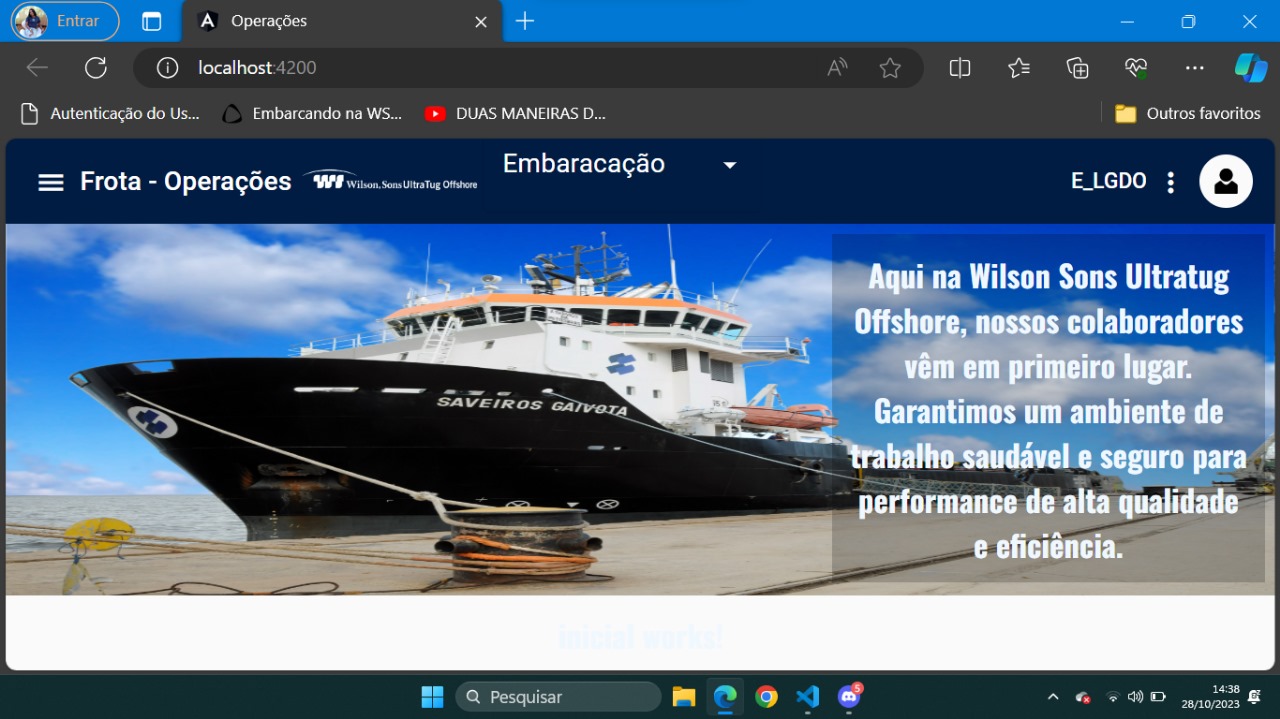 Entrar
Operações
localhost:4200
Autenticação do Us...
Embarcando na WS...
DUAS MANEIRAS D...
Outros favoritos
Frota - Operações
WS Wilson, Sons UltraTug Offshore
Embaracação
E_LGDO
SAVEIROS GAIVOTA
Aqui na Wilson Sons Ultratug
Offshore, nossos colaboradores
vêm em primeiro lugar.
Garantimos um ambiente de
trabalho saudável e seguro para
performance de alta qualidade
e eficiência.
inicial works!
Pesquisar
5
14:38
28/10/2023